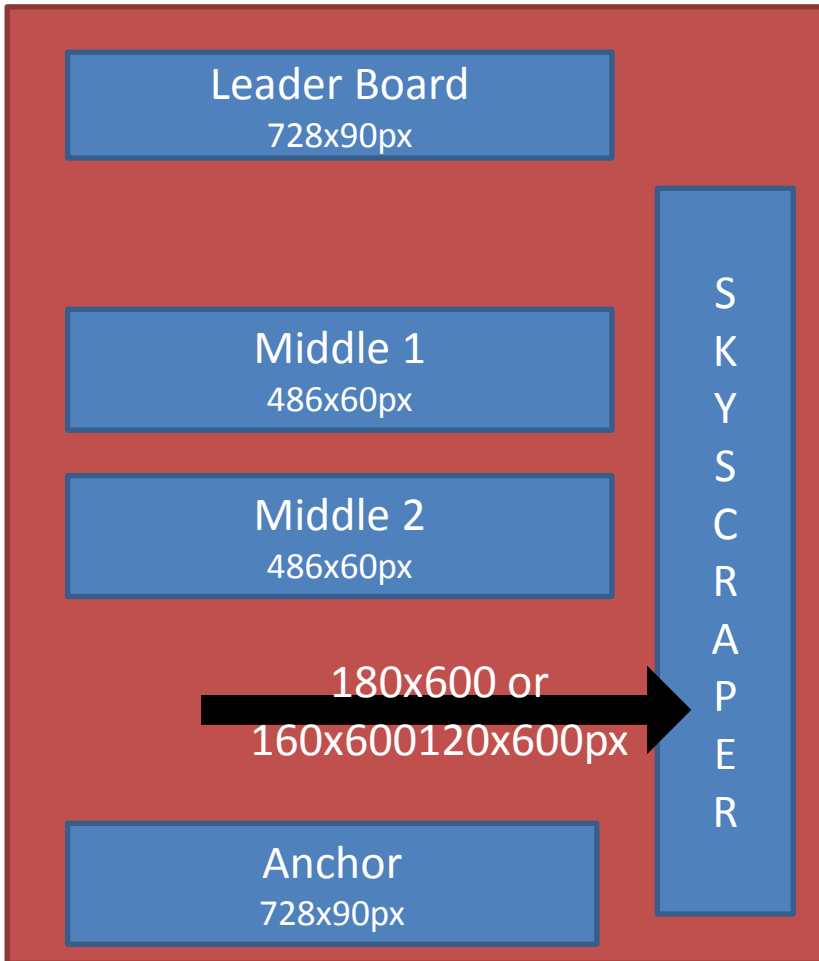 Leader Board
728x90px
Middle 1
486x60px
Middle 2
486x60px
180x600 or
160x600120x600px
Anchor
728x90px
S
K
Y
S
C
R
A
P
E
R